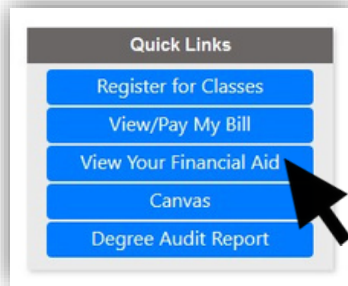 Quick Links
Register for Classes
View/Pay My Bill
View Your Financial Aid
Canvas
Degree Audit Report